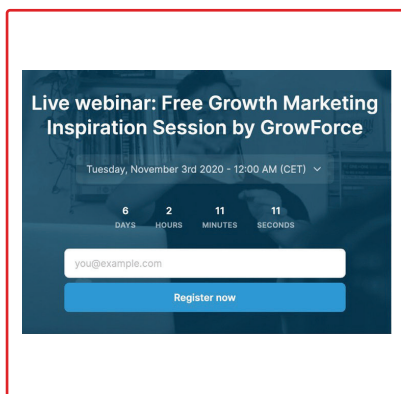 Live webinar: Free Growth Marketing
Inspiration Session by GrowForce
Tuesday, November 3rd 2020 - 12:00 AM (CET)
6 2 11 11
DAYS HOURS MINUTES SECONDS
you@example.com
Register now